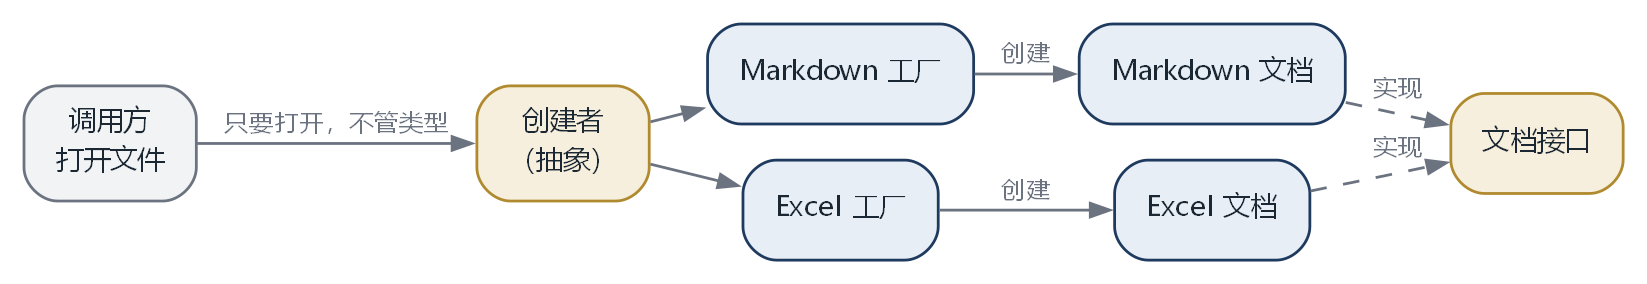 调用方
打开文件
只要打开，不管类型
创建者
（抽象）
Markdown 工厂
创建
Markdown 文档
实现
Excel 工厂
创建
Excel 文档
实现
文档接口